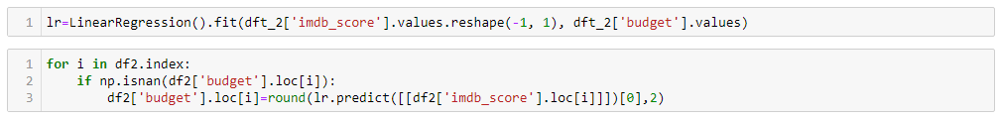 1 lr=LinearRegression().fit(dft_2['imdb_score'].values.reshape(-1, 1), dft_2['budget'].values)
1 for i in df2.index:
2     if np.isnan(df2['budget'].loc[i]):
3         df2['budget'].loc[i]=round(lr.predict([[df2['imdb_score'].loc[i]]])[0],2)